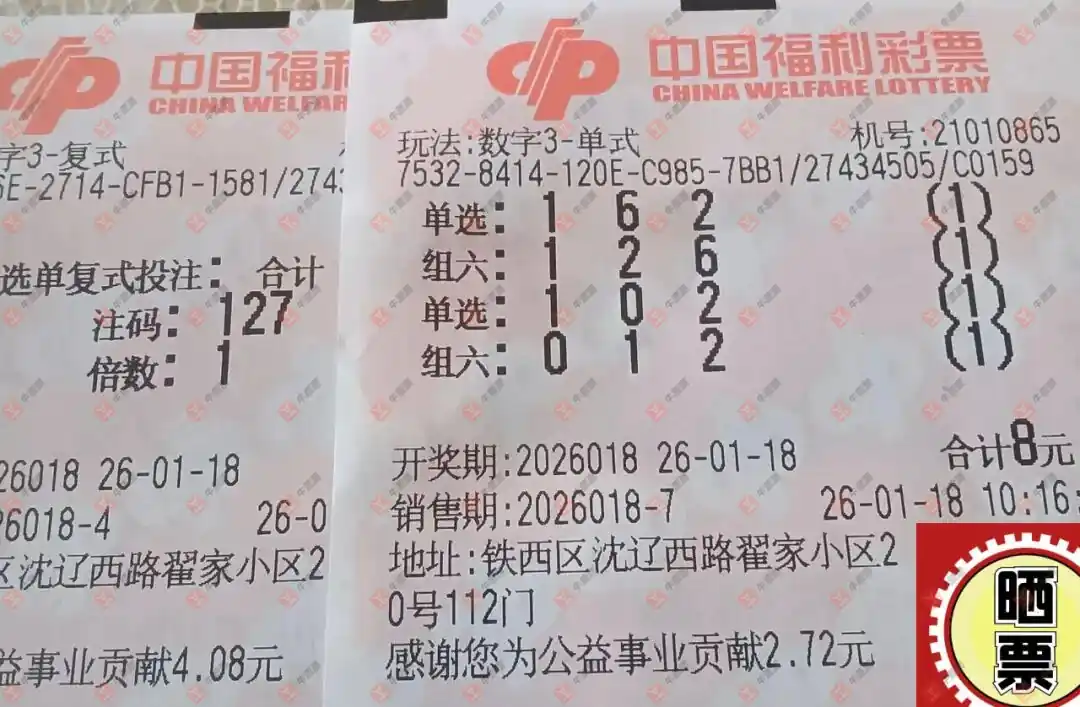 中国福利
CHINA WELFARE
字3-复式
6E-2714-CFB1-1581/2743
选单复式投注: 合计
注码: 127
倍数: 1
26018 26-01-18
26018-4 26-0
区沈辽西路翟家小区2
益事业贡献4.08元
中国福利彩票
CHINA WELFARE LOTTERY
玩法:数字3-单式 机号:21010865
7532-8414-120E-C985-7BB1/27434505/C0159
单选: 1 6 2 (1)
组六: 1 2 6 (1)
单选: 1 0 2 (1)
组六: 0 1 2 (1)
开奖期:2026018 26-01-18 合计8元
销售期:2026018-7 26-01-18 10:16:
地址:铁西区沈辽西路翟家小区2
0号112门
感谢您为公益事业贡献2.72元
晒
票